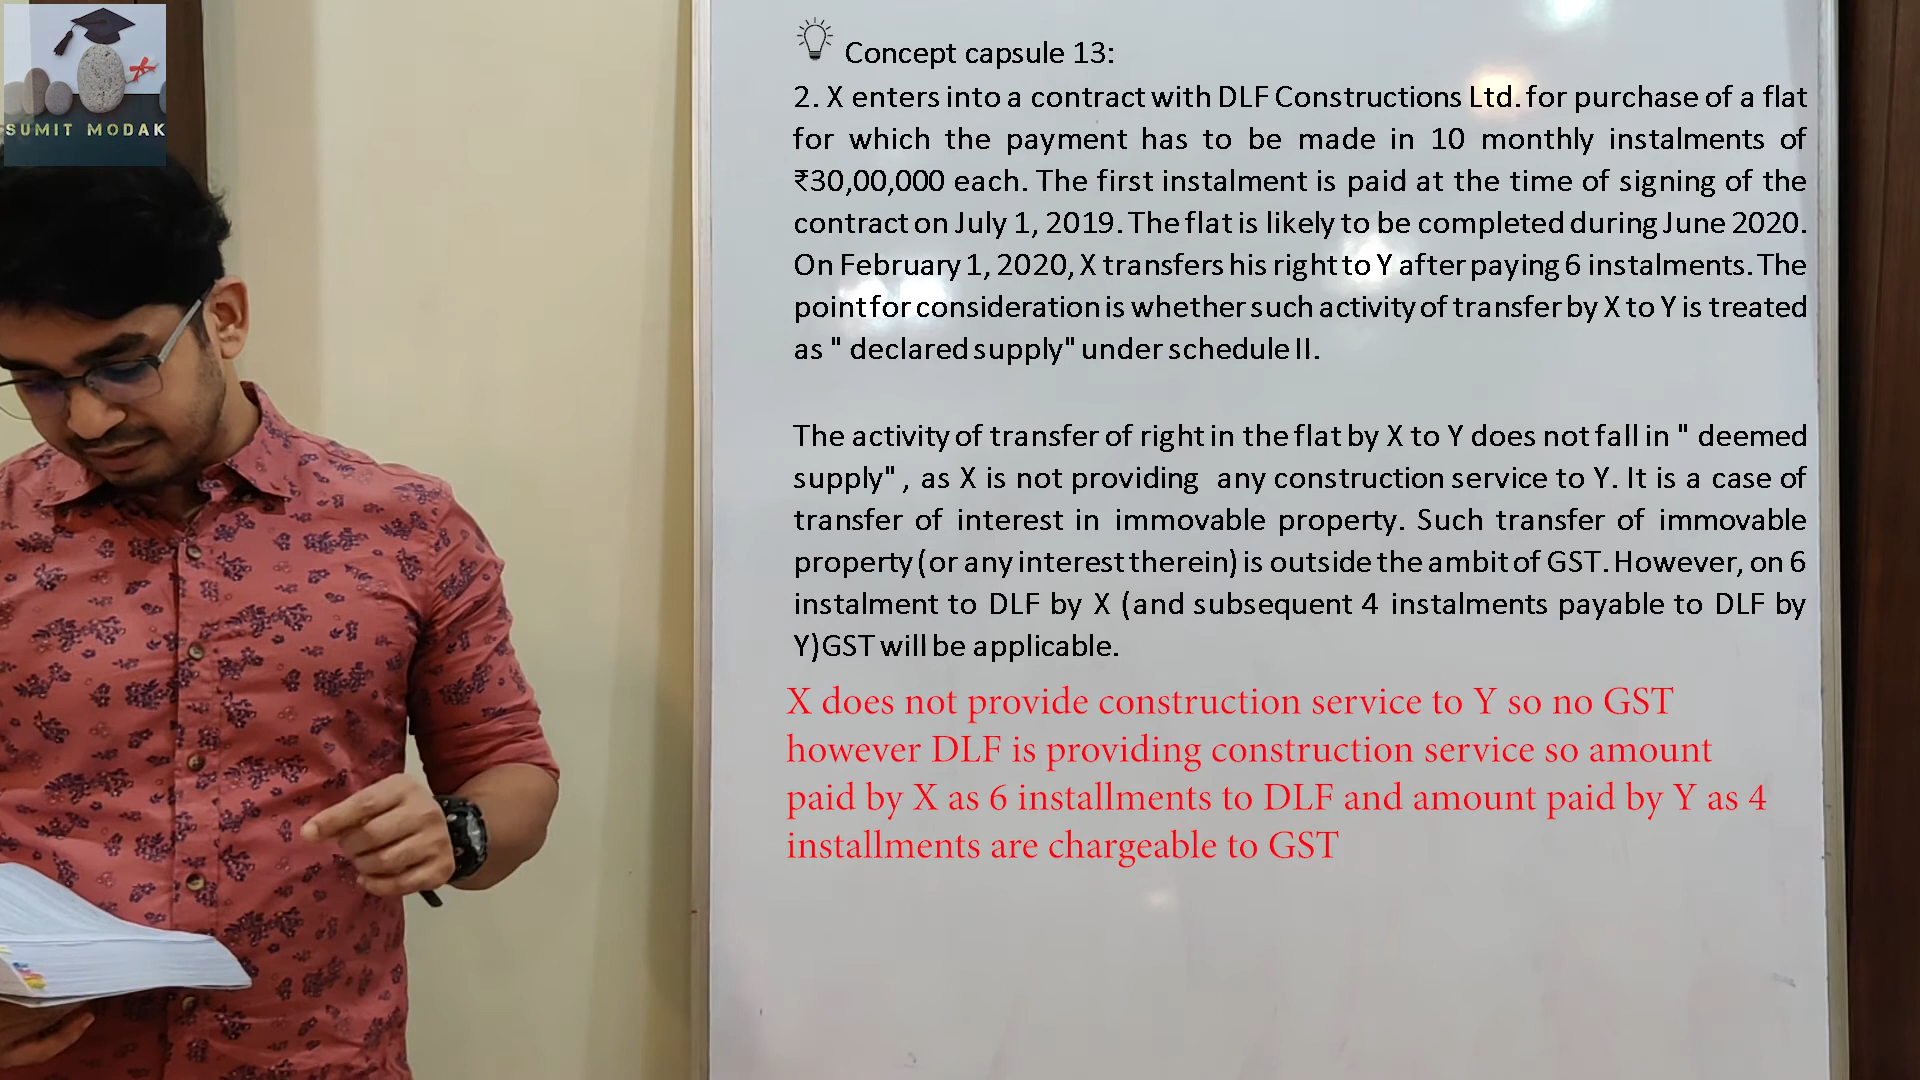 SUMIT MODAK
Concept capsule 13:
2. X enters into a contract with DLF Constructions Ltd. for purchase of a flat
for which the payment has to be made in 10 monthly instalments of
₹30,00,000 each. The first instalment is paid at the time of signing of the
contract on July 1, 2019. The flat is likely to be completed during June 2020.
On February 1, 2020, X transfers his right to Y after paying 6 instalments. The
point for consideration is whether such activity of transfer by X to Y is treated
as " declared supply" under schedule II.
The activity of transfer of right in the flat by X to Y does not fall in " deemed
supply" , as X is not providing any construction service to Y. It is a case of
transfer of interest in immovable property. Such transfer of immovable
property (or any interest therein) is outside the ambit of GST. However, on 6
instalment to DLF by X (and subsequent 4 instalments payable to DLF by
Y)GST will be applicable.
X does not provide construction service to Y so no GST
however DLF is providing construction service so amount
paid by X as 6 installments to DLF and amount paid by Y as 4
installments are chargeable to GST